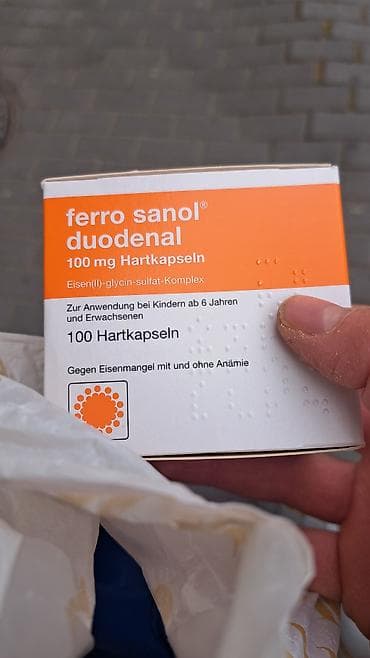 ferro sanol®
duodenal
100 mg Hartkapseln
Eisen(II)-glycin-sulfat-Komplex
Zur Anwendung bei Kindern ab 6 Jahren
und Erwachsenen
100 Hartkapseln
Gegen Eisenmangel mit und ohne Anämie